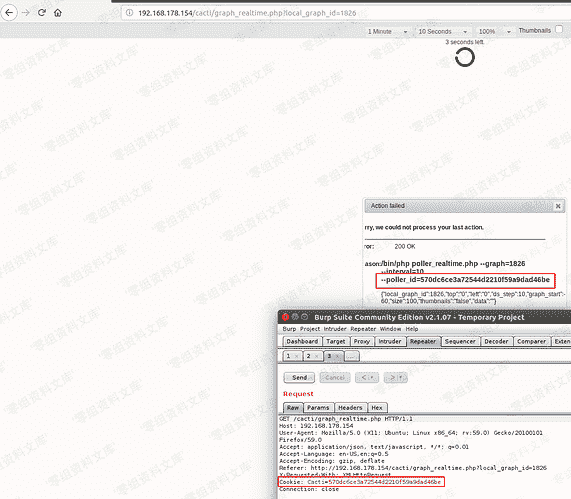 192.168.178.154/cacti/graph_realtime.php?local_graph_id=1826
1 Minute 10 Seconds 100% Thumbnails
3 seconds left.
零组资料文库
Action failed
rry, we could not process your last action.
ror: 200 OK
ason:/bin/php poller_realtime.php --graph=1826
--interval=10
--poller_id=570dc6ce3a72544d2210f59a9dad46be
{"local_graph_id":1826,"top":"0","left":"0","ds_step":10,"graph_start":-
60,"size":100,"thumbnails":"false","data":""}
Burp Suite Community Edition v2.1.07 - Temporary Project
Burp Project Intruder Repeater Window Help
Dashboard Target Proxy Intruder Repeater Sequencer Decoder Comparer Exten
1 × 2 × 3 × ...
Send Cancel < >
Request
Raw Params Headers Hex
GET /cacti/graph_realtime.php HTTP/1.1
Host: 192.168.178.154
User-Agent: Mozilla/5.0 (X11; Ubuntu; Linux x86_64; rv:59.0) Gecko/20100101
Firefox/59.0
Accept: application/json, text/javascript, */*; q=0.01
Accept-Language: en-US,en;q=0.5
Accept-Encoding: gzip, deflate
Referer: http://192.168.178.154/cacti/graph_realtime.php?local_graph_id=1826
X-Requested-With: XMLHttpRequest
Cookie: Cacti=570dc6ce3a72544d2210f59a9dad46be
Connection: close